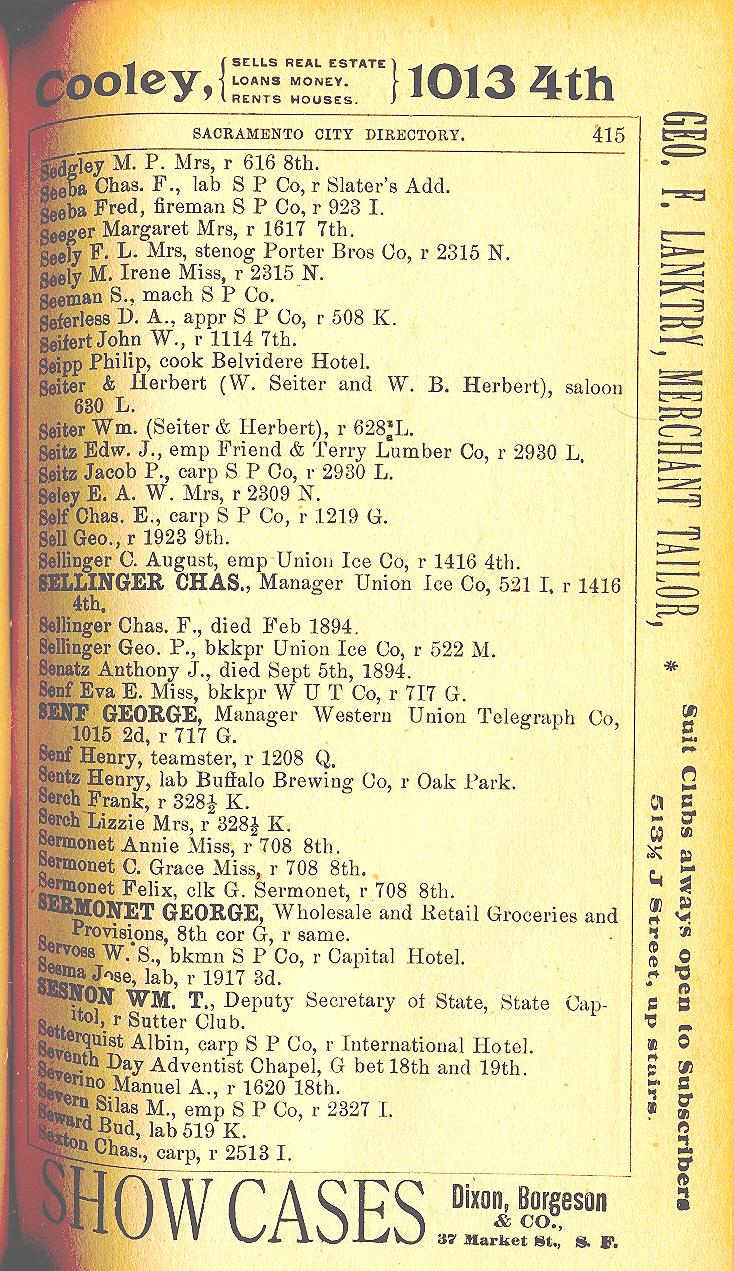 Cooley, { SELLS REAL ESTATE
LOANS MONEY.
RENTS HOUSES. } 1013 4th
SACRAMENTO CITY DIRECTORY. 415
Sedgley M. P. Mrs, r 616 8th.
Seeba Chas. F., lab S P Co, r Slater's Add.
Seeba Fred, fireman S P Co, r 923 I.
Seeger Margaret Mrs, r 1617 7th.
Seely F. L. Mrs, stenog Porter Bros Co, r 2315 N.
Seely M. Irene Miss, r 2315 N.
Seeman S., mach S P Co.
Seferless D. A., appr S P Co, r 508 K.
Seifert John W., r 1114 7th.
Seipp Philip, cook Belvidere Hotel.
Seiter & Herbert (W. Seiter and W. B. Herbert), saloon
630 L.
Seiter Wm. (Seiter & Herbert), r 628½ L.
Seitz Edw. J., emp Friend & Terry Lumber Co, r 2930 L.
Seitz Jacob P., carp S P Co, r 2930 L.
Seley E. A. W. Mrs, r 2309 N.
Self Chas. E., carp S P Co, r 1219 G.
Sell Geo., r 1923 9th.
Sellinger C. August, emp Union Ice Co, r 1416 4th.
SELLINGER CHAS., Manager Union Ice Co, 521 I, r 1416
4th.
Sellinger Chas. F., died Feb 1894.
Sellinger Geo. P., bkkpr Union Ice Co, r 522 M.
Senatz Anthony J., died Sept 5th, 1894.
Senf Eva E. Miss, bkkpr W U T Co, r 717 G.
SENF GEORGE, Manager Western Union Telegraph Co,
1015 2d, r 717 G.
Senf Henry, teamster, r 1208 Q.
Sentz Henry, lab Buffalo Brewing Co, r Oak Park.
Serch Frank, r 328½ K.
Serch Lizzie Mrs, r 328½ K.
Sermonet Annie Miss, r 708 8th.
Sermonet C. Grace Miss, r 708 8th.
Sermonet Felix, clk G. Sermonet, r 708 8th.
SERMONET GEORGE, Wholesale and Retail Groceries and
Provisions, 8th cor G, r same.
Servoss W. S., bkmn S P Co, r Capital Hotel.
Sesma Jose, lab, r 1917 3d.
SESNON WM. T., Deputy Secretary of State, State Cap-
itol, r Sutter Club.
Setterquist Albin, carp S P Co, r International Hotel.
Seventh Day Adventist Chapel, G bet 18th and 19th.
Severino Manuel A., r 1620 18th.
Severn Silas M., emp S P Co, r 2327 I.
Seward Bud, lab 519 K.
Sexton Chas., carp, r 2513 I.
GEO. F. LANKTRY, MERCHANT TAILOR, * Suit Clubs always open to Subscribers
513½ J Street, up stairs.
SHOW CASES Dixon, Borgeson
& CO.,
37 Market St., S. F.